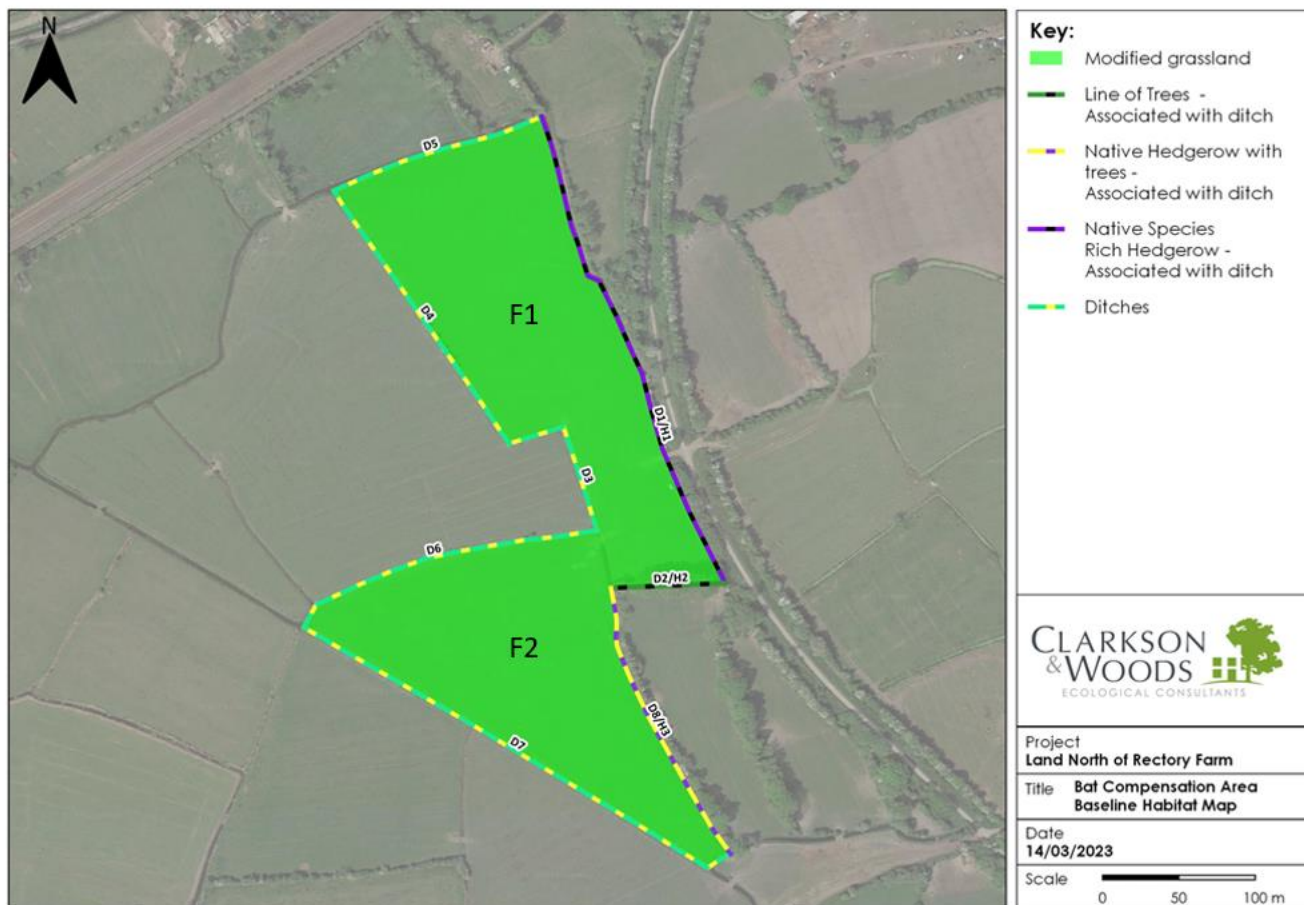 N
D5
D4
F1
D1/H1
D3
D6
D2/H2
F2
D8/H3
D7
Key:
Modified grassland
Line of Trees -
Associated with ditch
Native Hedgerow with
trees -
Associated with ditch
Native Species
Rich Hedgerow -
Associated with ditch
Ditches
CLARKSON
& WOODS
ECOLOGICAL CONSULTANTS
Project
Land North of Rectory Farm
Title Bat Compensation Area
Baseline Habitat Map
Date
14/03/2023
Scale
0 50 100 m